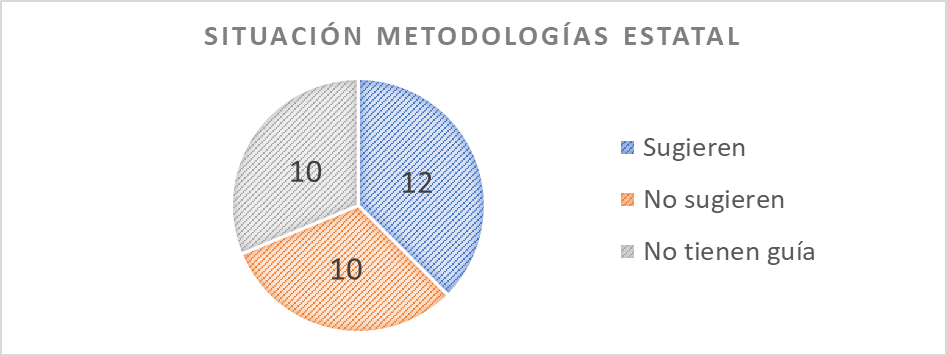 SITUACIÓN METODOLOGÍAS ESTATAL
10
12
10
Sugieren
No sugieren
No tienen guía